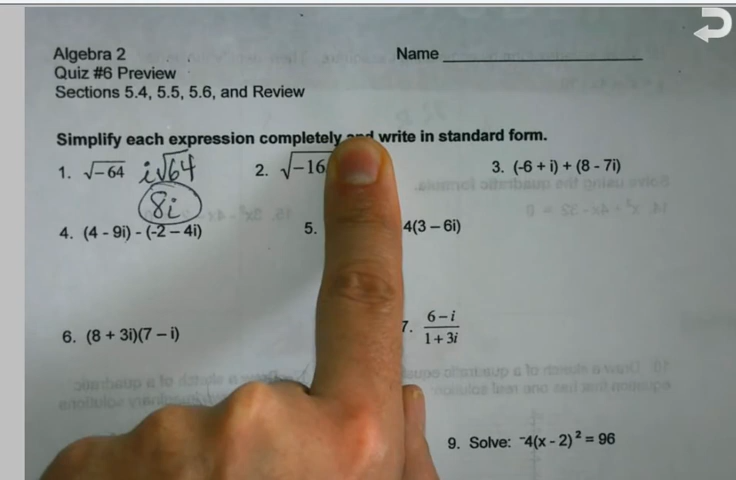 Algebra 2
Name
Quiz #6 Preview
Sections 5.4, 5.5, 5.6, and Review
Simplify each expression completely and write in standard form.
1. √-64 i√64 2. √-16 3. (-6 + i) + (8 - 7i)
8i
4. (4 - 9i) - (-2 - 4i) 5. 4(3 - 6i)
6. (8 + 3i)(7 - i) 7. 6-i / 1+3i
9. Solve: ⁻4(x - 2)² = 96